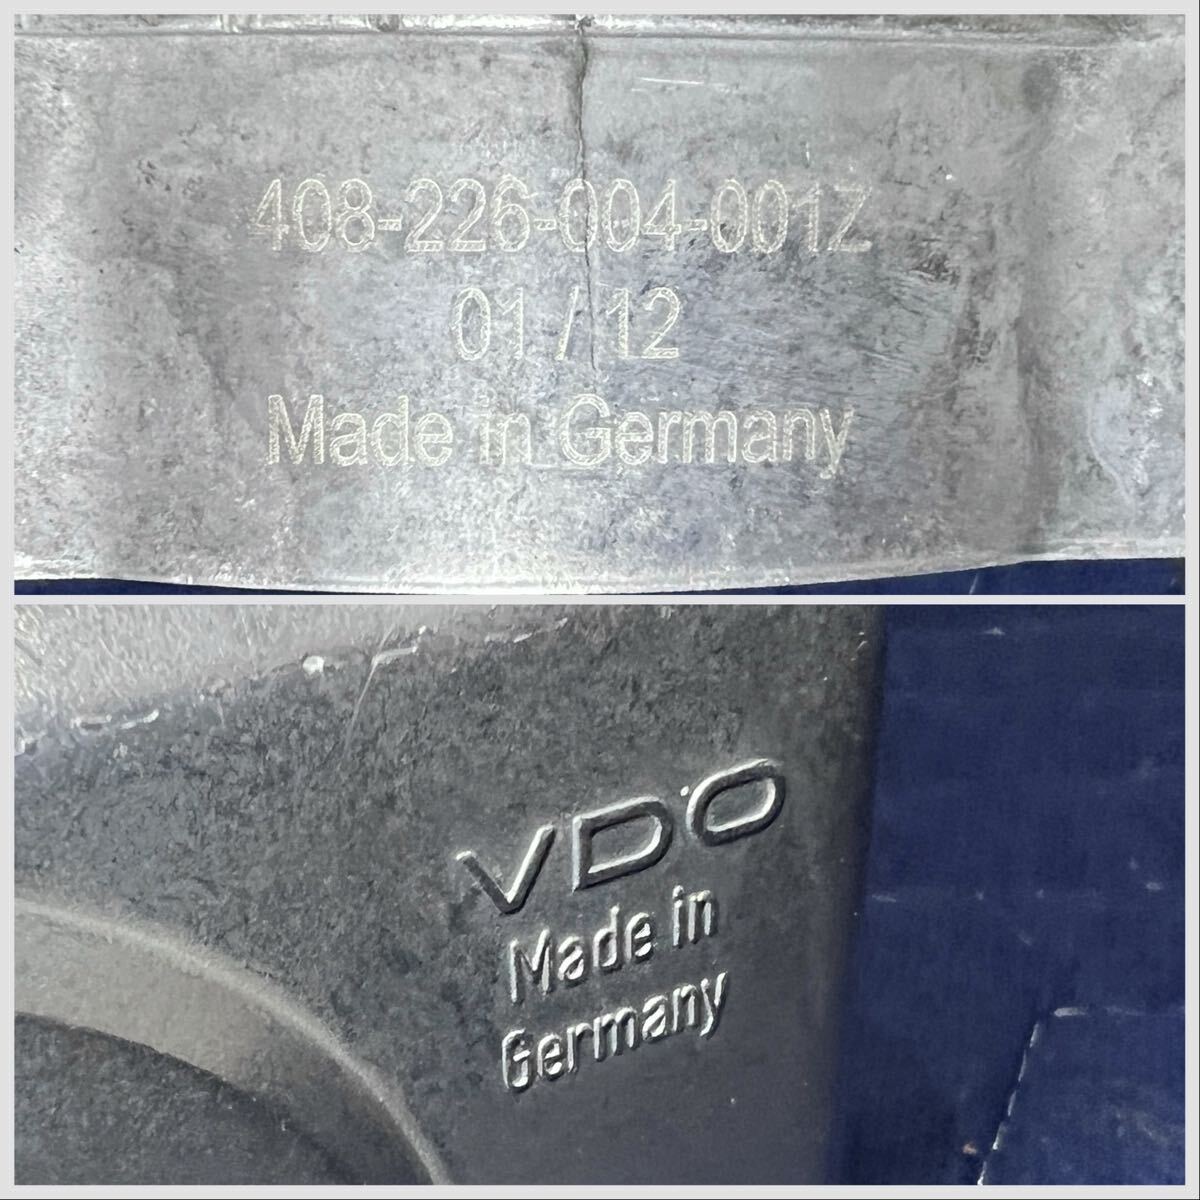 408-226-004-001Z
01 / 12
Made in Germany
VDO
Made in
Germany